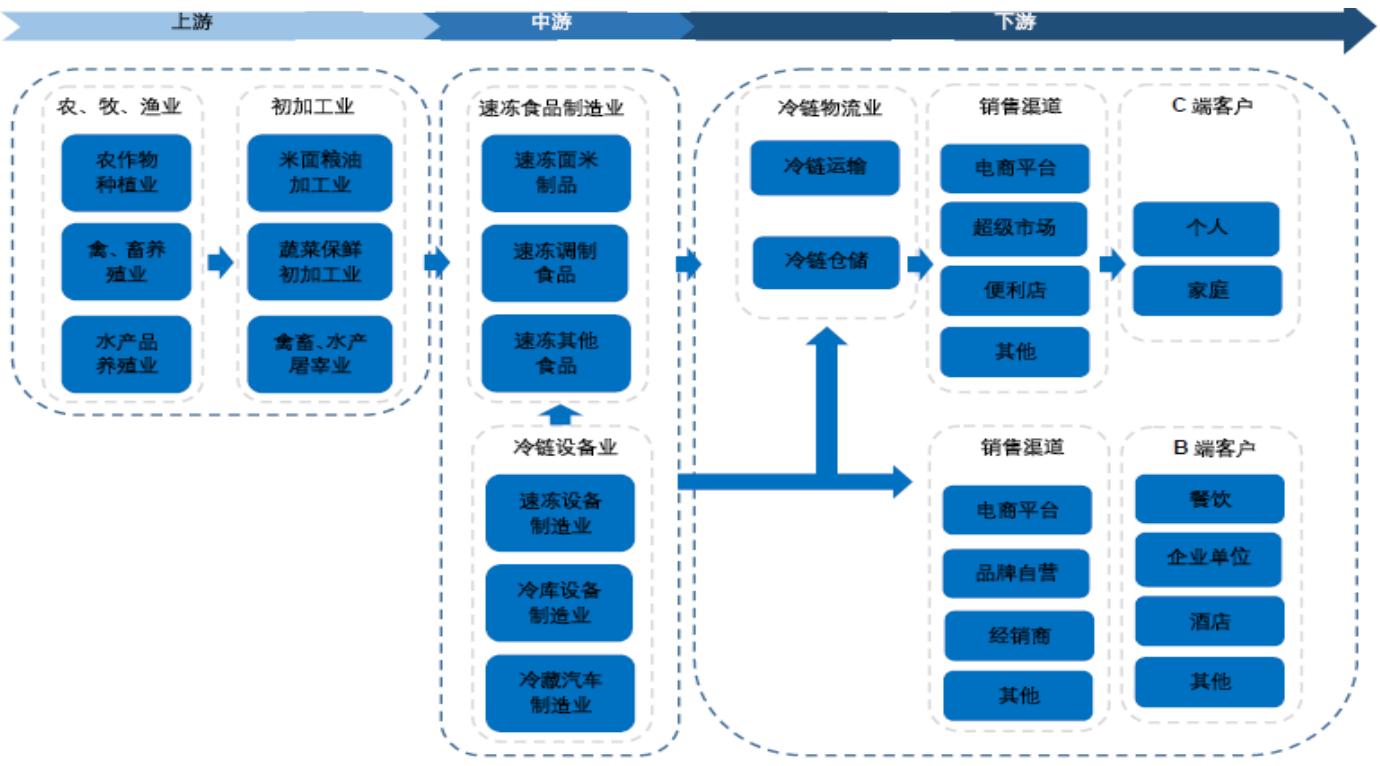 上游
中游
下游
农、牧、渔业
农作物
种植业
禽、畜养
殖业
水产品
养殖业
初加工业
米面粮油
加工业
蔬菜保鲜
初加工业
禽畜、水产
屠宰业
速冻食品制造业
速冻面米
制品
速冻调制
食品
速冻其他
食品
冷链设备业
速冻设备
制造业
冷库设备
制造业
冷藏汽车
制造业
冷链物流业
冷链运输
冷链仓储
销售渠道
电商平台
超级市场
便利店
其他
C 端客户
个人
家庭
销售渠道
电商平台
品牌自营
经销商
其他
B 端客户
餐饮
企业单位
酒店
其他